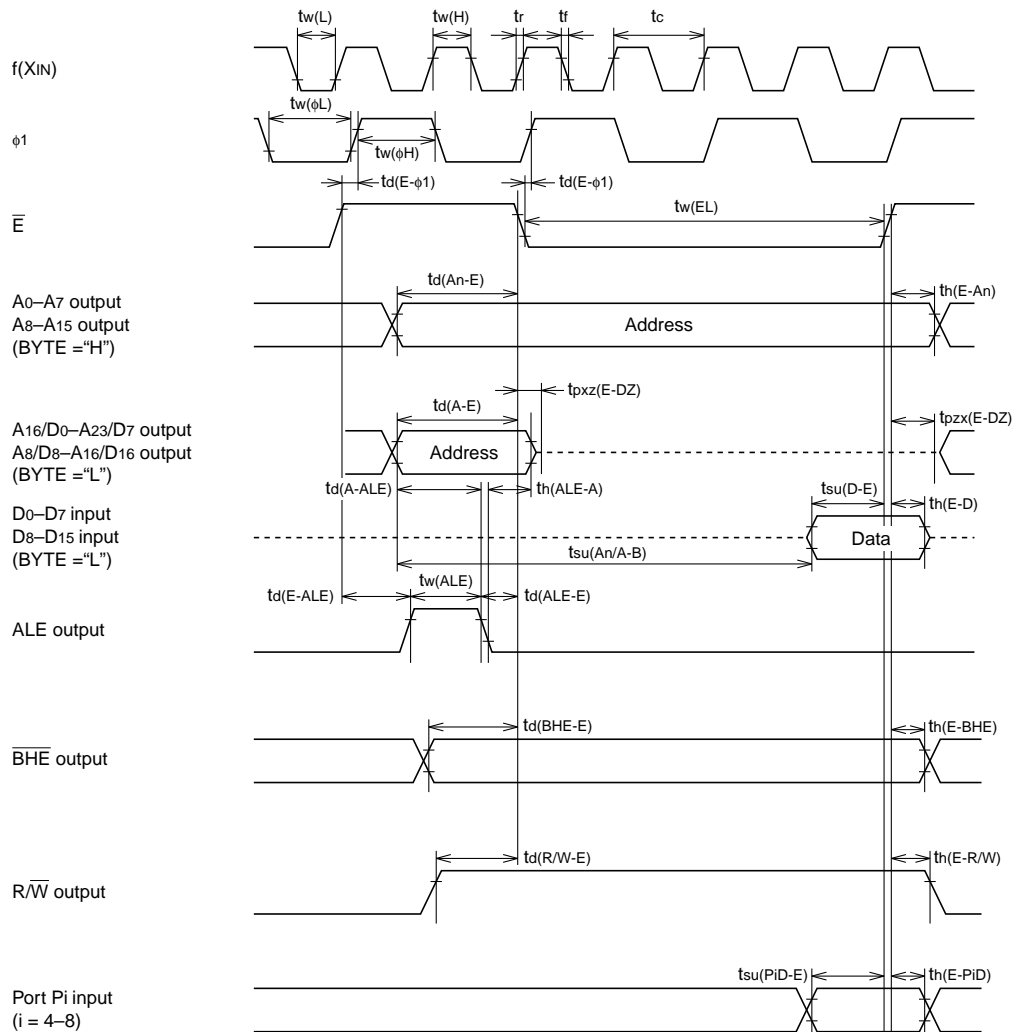 tw(L) tw(H) tr tf tc
f(XIN)
tw(ϕL)
ϕ1
tw(ϕH)
td(E-ϕ1) td(E-ϕ1)
tw(EL)
E̅
td(An-E) th(E-An)
A0–A7 output
A8–A15 output
(BYTE =“H”)
Address
tpxz(E-DZ)
td(A-E) tpzx(E-DZ)
A16/D0–A23/D7 output
A8/D8–A16/D16 output
(BYTE =“L”)
Address
td(A-ALE) th(ALE-A) tsu(D-E) th(E-D)
D0–D7 input
D8–D15 input
(BYTE =“L”)
Data
tsu(An/A-B)
tw(ALE)
td(E-ALE) td(ALE-E)
ALE output
td(BHE-E) th(E-BHE)
B̅H̅E̅ output
td(R/W-E) th(E-R/W)
R/W̅ output
tsu(PiD-E) th(E-PiD)
Port Pi input
(i = 4–8)